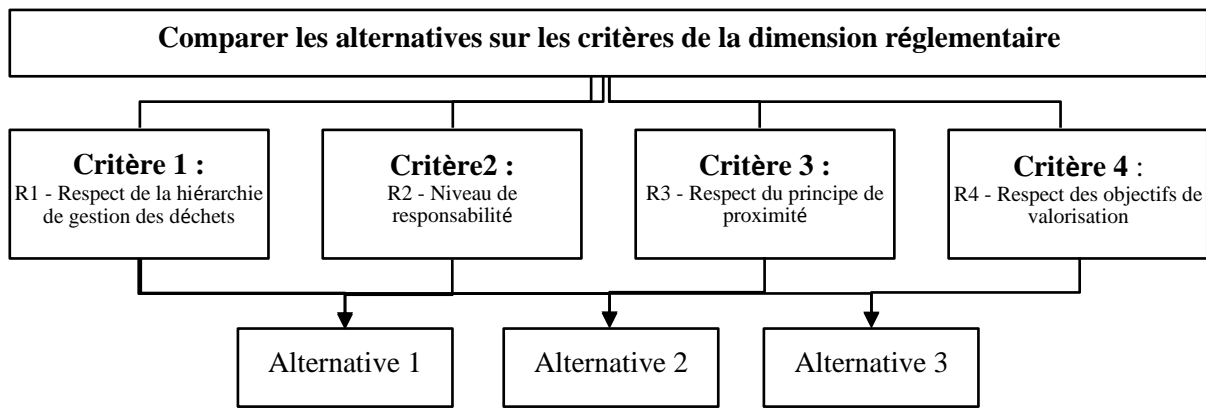 Comparer les alternatives sur les critères de la dimension réglementaire
Critère 1 :
R1 - Respect de la hiérarchie
de gestion des déchets
Critère2 :
R2 - Niveau de
responsabilité
Critère 3 :
R3 - Respect du principe de
proximité
Critère 4 :
R4 - Respect des objectifs de
valorisation
Alternative 1
Alternative 2
Alternative 3